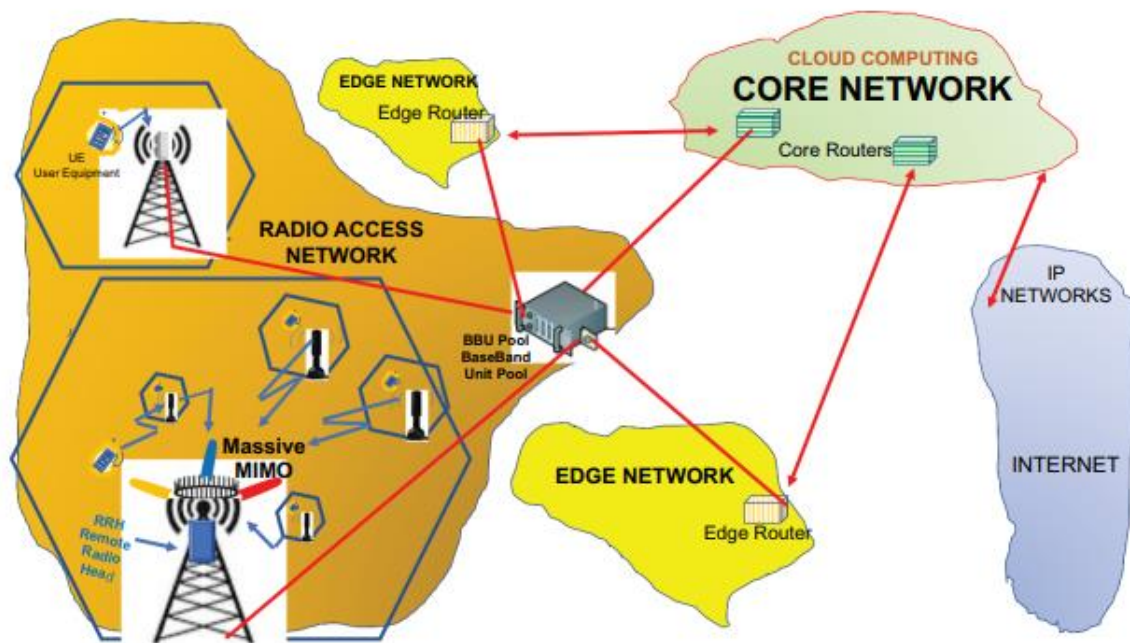 EDGE NETWORK
Edge Router
CLOUD COMPUTING
CORE NETWORK
Core Routers
UE
User Equipment
RADIO ACCESS
NETWORK
IP
NETWORKS
BBU Pool
BaseBand
Unit Pool
Massive
MIMO
EDGE NETWORK
Edge Router
INTERNET
RRH
Remote
Radio
Head